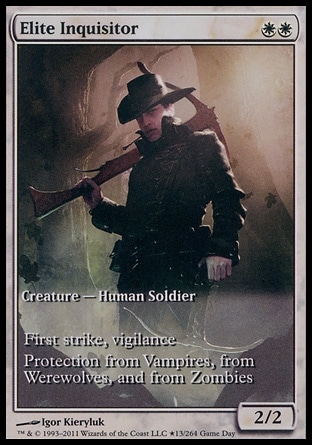 Elite Inquisitor
Creature — Human Soldier
First strike, vigilance
Protection from Vampires, from
Werewolves, and from Zombies
Igor Kieryluk
2/2
™ & © 1993–2011 Wizards of the Coast LLC ★13/264 Game Day